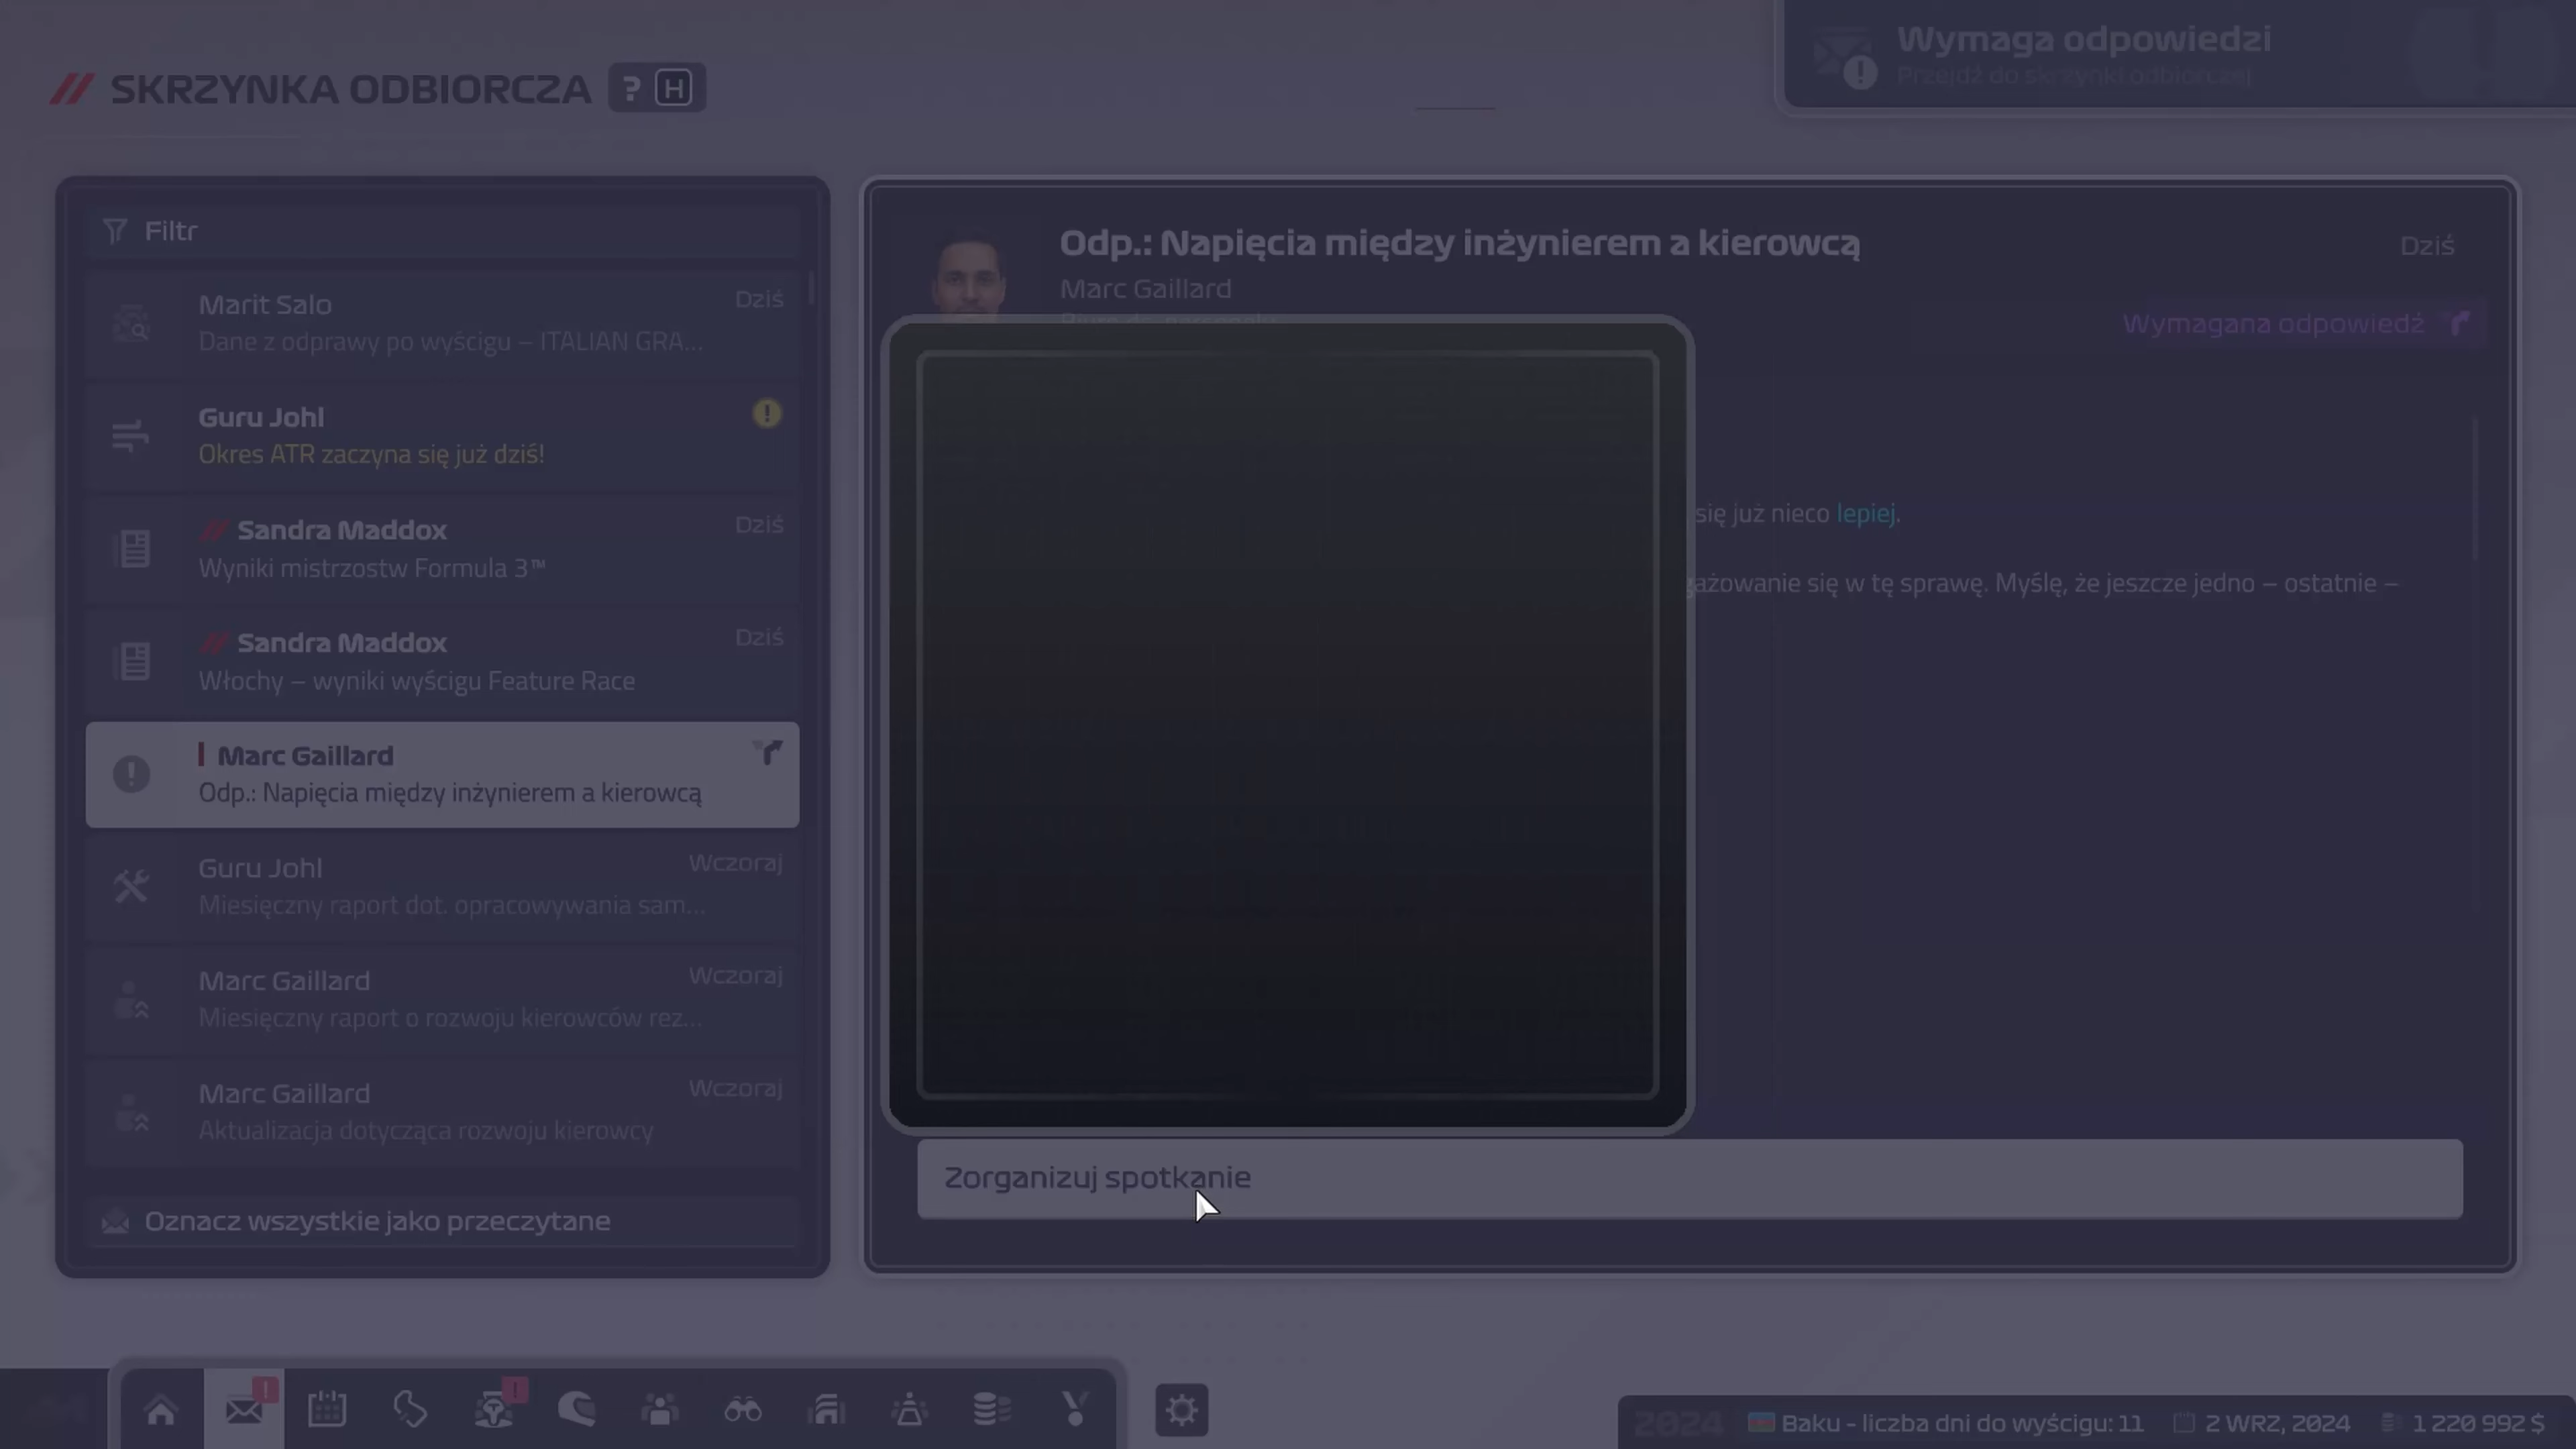 SKRZYNKA ODBIORCZA ? H
Wymaga odpowiedzi
Przejdź do skrzynki odbiorczej
Filtr
Marit Salo Dziś
Dane z odprawy po wyścigu – ITALIAN GRA...
Guru Johl
Okres ATR zaczyna się już dziś!
Sandra Maddox Dziś
Wyniki mistrzostw Formula 3™
Sandra Maddox Dziś
Włochy – wyniki wyścigu Feature Race
Marc Gaillard
Odp.: Napięcia między inżynierem a kierowcą
Guru Johl Wczoraj
Miesięczny raport dot. opracowywania sam...
Marc Gaillard Wczoraj
Miesięczny raport o rozwoju kierowców rez...
Marc Gaillard Wczoraj
Aktualizacja dotycząca rozwoju kierowcy
Oznacz wszystkie jako przeczytane
Odp.: Napięcia między inżynierem a kierowcą Dziś
Marc Gaillard
Wymagana odpowiedź
się już nieco lepiej.
się w tę sprawę. Myślę, że jeszcze jedno – ostatnie –
Zorganizuj spotkanie
2024 Baku - liczba dni do wyścigu: 11 2 WRZ, 2024 1 220 992 $